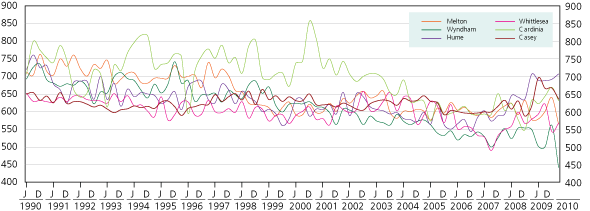 900 900
850 850
800 800
750 750
700 700
650 650
600 600
550 550
500 500
450 450
400 400
Melton Whittlesea
Wyndham Cardinia
Hume Casey
J D J D J D J D J D J D J D J D J D J D J D J D J D J D J D J D J D J D J D J D
1990 1991 1992 1993 1994 1995 1996 1997 1998 1999 2000 2001 2002 2003 2004 2005 2006 2007 2008 2009 2010